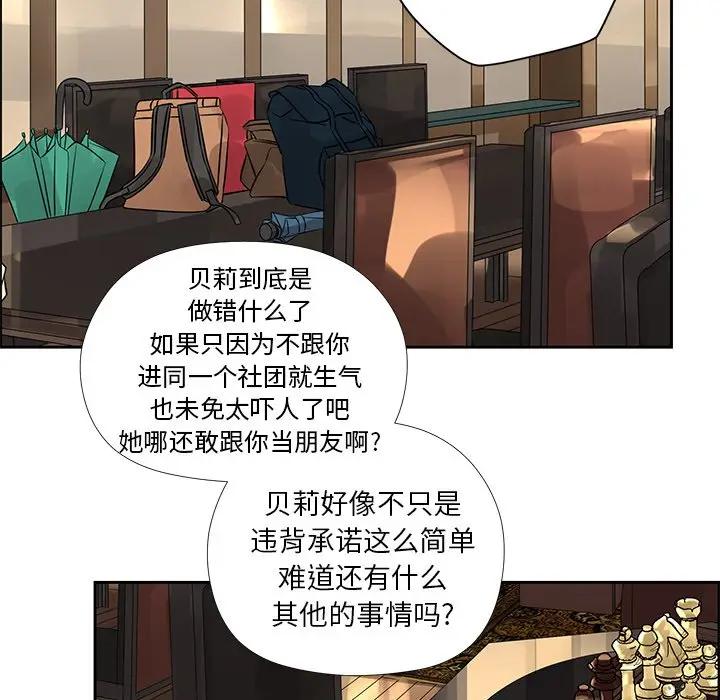 贝莉到底是
做错什么了
如果只因为不跟你
进同一个社团就生气
也未免太吓人了吧
她哪还敢跟你当朋友啊?
贝莉好像不只是
违背承诺这么简单
难道还有什么
其他的事情吗?